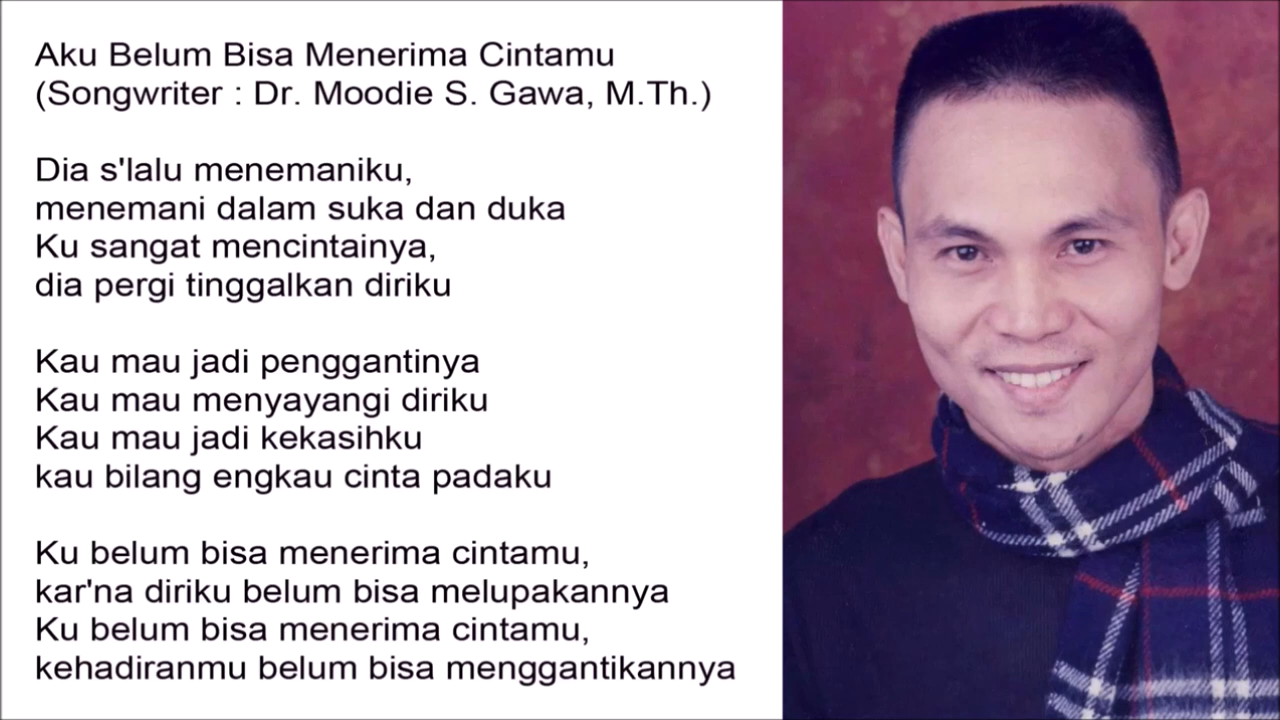 Aku Belum Bisa Menerima Cintamu
(Songwriter : Dr. Moodie S. Gawa, M.Th.)
Dia s'lalu menemaniku,
menemani dalam suka dan duka
Ku sangat mencintainya,
dia pergi tinggalkan diriku
Kau mau jadi penggantinya
Kau mau menyayangi diriku
Kau mau jadi kekasihku
kau bilang engkau cinta padaku
Ku belum bisa menerima cintamu,
kar'na diriku belum bisa melupakannya
Ku belum bisa menerima cintamu,
kehadiranmu belum bisa menggantikannya